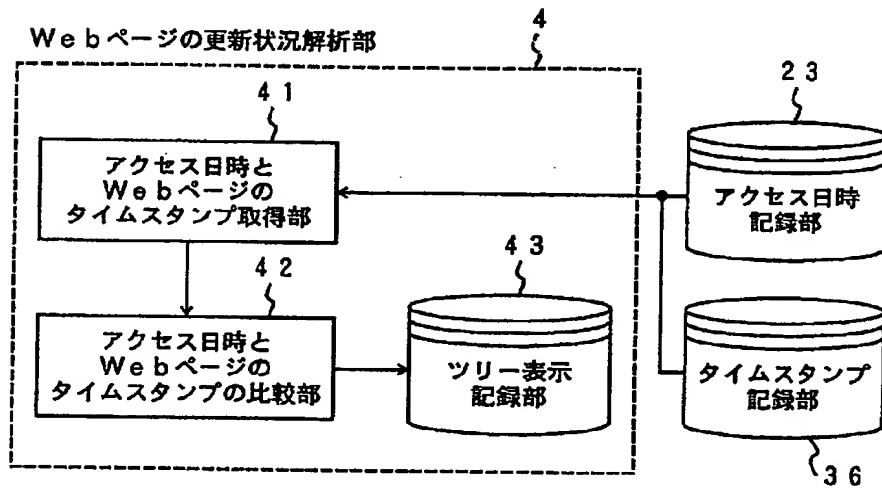 Ｗｅｂページの更新状況解析部
４
２３
４１
アクセス日時と
Ｗｅｂページの
タイムスタンプ取得部
アクセス日時
記録部
４２
４３
アクセス日時と
Ｗｅｂページの
タイムスタンプの比較部
ツリー表示
記録部
タイムスタンプ
記録部
３６